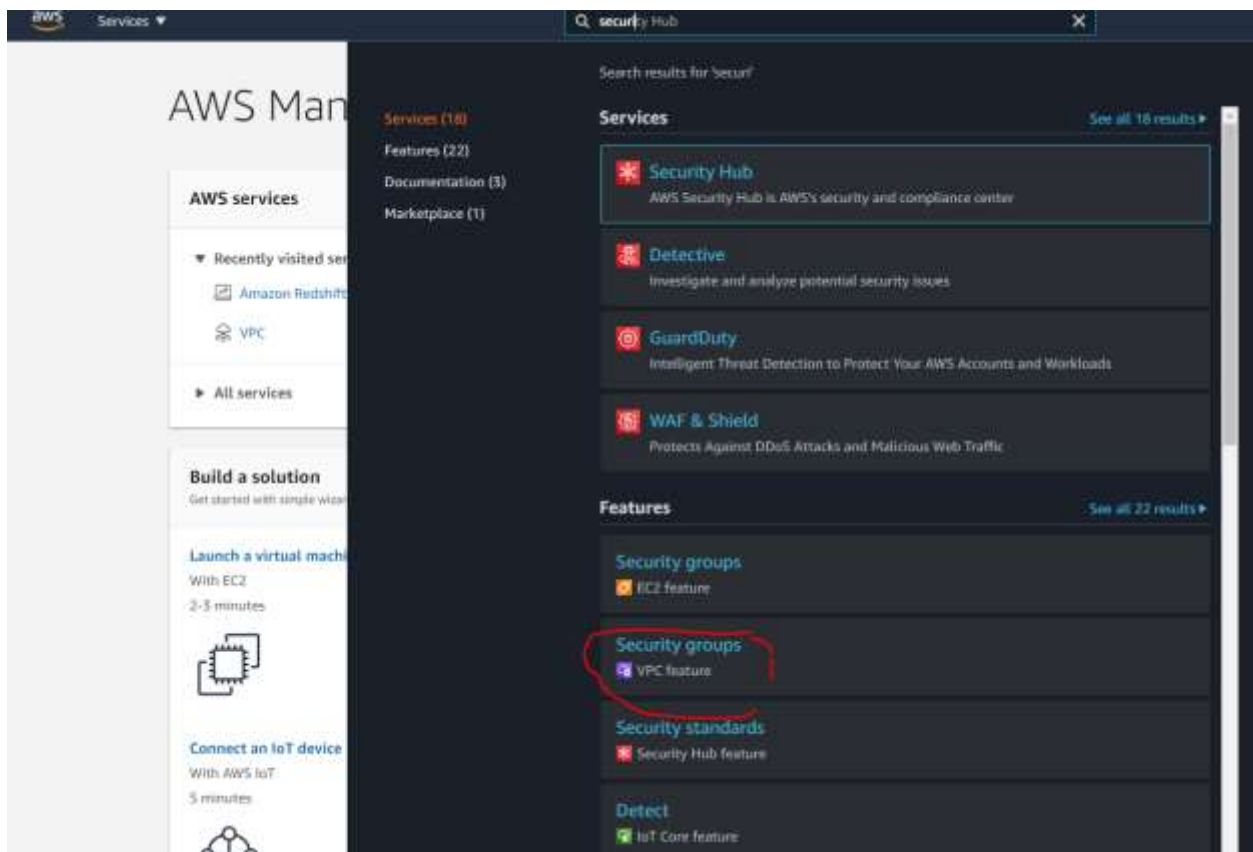 aws Services ▼ security Hub ✕
Search results for 'securi'
AWS Man
Services (18)
Features (22)
Documentation (3)
Marketplace (1)
AWS services
▼ Recently visited ser
Amazon Redshift
VPC
▶ All services
Build a solution
Get started with simple wizar
Launch a virtual machi
With EC2
2-3 minutes
Connect an IoT device
With AWS IoT
5 minutes
Services See all 18 results ▶
Security Hub
AWS Security Hub is AWS's security and compliance center
Detective
Investigate and analyze potential security issues
GuardDuty
Intelligent Threat Detection to Protect Your AWS Accounts and Workloads
WAF & Shield
Protects Against DDoS Attacks and Malicious Web Traffic
Features See all 22 results ▶
Security groups
EC2 feature
Security groups
VPC feature
Security standards
Security Hub feature
Detect
IoT Core feature